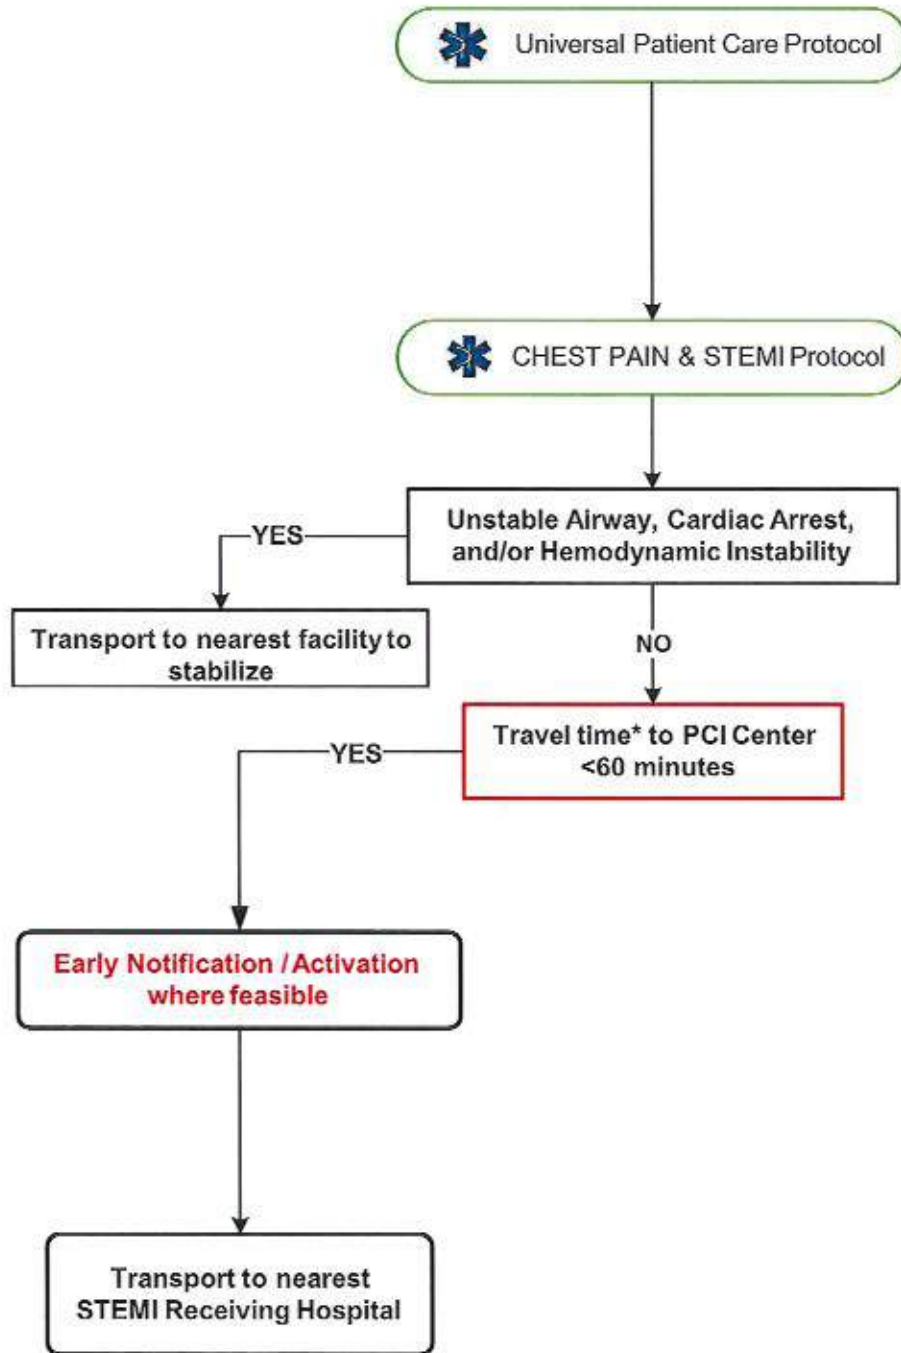 Universal Patient Care Protocol
CHEST PAIN & STEMI Protocol
Unstable Airway, Cardiac Arrest,
and/or Hemodynamic Instability
YES
Transport to nearest facility to
stabilize
NO
Travel time* to PCI Center
<60 minutes
YES
Early Notification / Activation
where feasible
Transport to nearest
STEMI Receiving Hospital